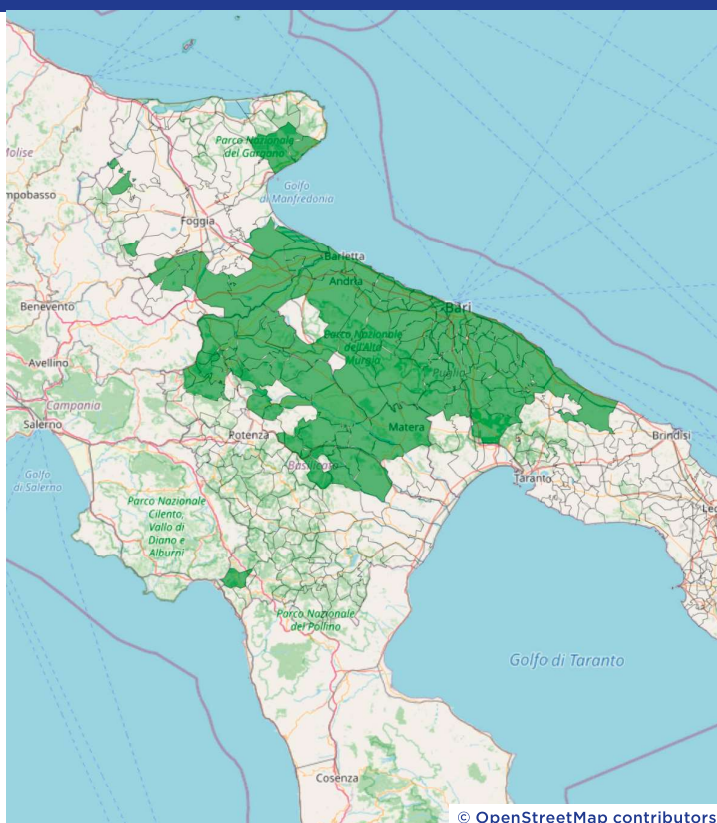 Parco Nazionale
del Gargano
Molise
mpobasso
Golfo
di Manfredonia
Foggia
Barletta
Andria
Bari
Benevento
Parco Nazionale
dell'Alta
Murgia
Avellino
Puglia
Campania
Salerno
Matera
Potenza
Brindisi
Basilicata
Golfo
di Salerno
Taranto
Parco Nazionale
Cilento,
Vallo di
Diano e
Alburni
Lec
Parco Nazionale
del Pollino
Golfo di Taranto
Cosenza
© OpenStreetMap contributors